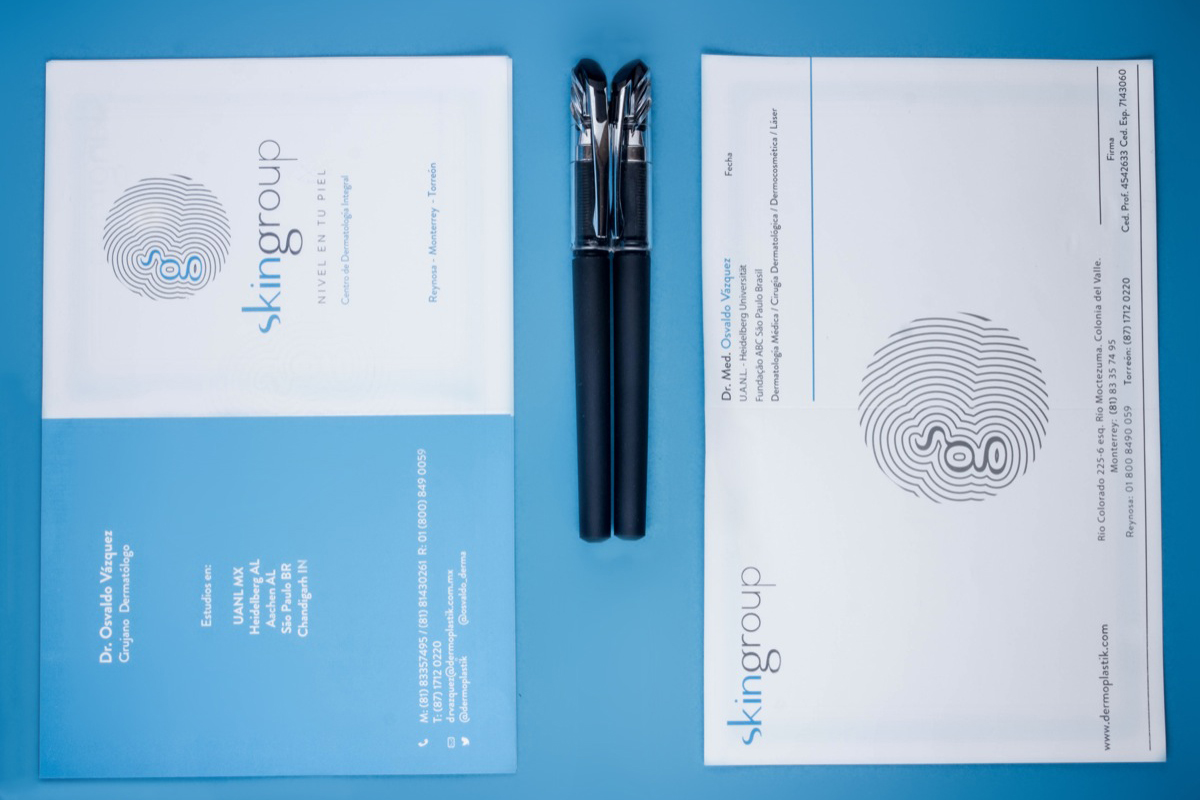 sg
skingroup
NIVEL EN TU PIEL
Centro de Dermatología Integral
Reynosa - Monterrey - Torreón
Dr. Osvaldo Vázquez
Cirujano Dermatólogo
Estudios en:
UANL MX
Heidelberg AL
Aachen AL
São Paulo BR
Chandigarh IN
M: (81) 83357495 / (81) 81430261 R: 01 (800) 849 0059
T: (87) 1712 0220
drvazquez@dermoplastik.com.mx
@dermoplastik @osvaldo_derma
skingroup
Dr. Med. Osvaldo Vázquez Fecha
U.A.N.L. - Heidelberg Universität
Fundação ABC São Paulo Brasil
Dermatología Médica / Cirugía Dermatológica / Dermocosmética / Láser
sg
www.dermoplastik.com
Río Colorado 225-6 esq. Río Moctezuma. Colonia del Valle.
Monterrey: (81) 83 35 74 95
Reynosa: 01 800 8490 059 Torreón: (87) 1712 0220
Firma
Ced. Prof. 4542633 Ced. Esp. 7143060